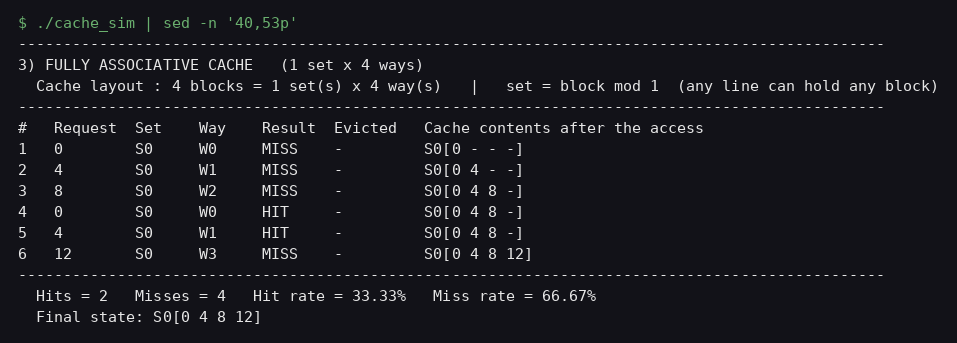 $ ./cache_sim | sed -n '40,53p'
------------------------------------------------------------------------------------------------
3) FULLY ASSOCIATIVE CACHE   (1 set x 4 ways)
  Cache layout : 4 blocks = 1 set(s) x 4 way(s)   |   set = block mod 1  (any line can hold any block)
------------------------------------------------------------------------------------------------
#   Request  Set    Way    Result  Evicted   Cache contents after the access
1   0        S0     W0     MISS    -         S0[0 - - -]
2   4        S0     W1     MISS    -         S0[0 4 - -]
3   8        S0     W2     MISS    -         S0[0 4 8 -]
4   0        S0     W0     HIT     -         S0[0 4 8 -]
5   4        S0     W1     HIT     -         S0[0 4 8 -]
6   12       S0     W3     MISS    -         S0[0 4 8 12]
------------------------------------------------------------------------------------------------
  Hits = 2   Misses = 4   Hit rate = 33.33%   Miss rate = 66.67%
  Final state: S0[0 4 8 12]